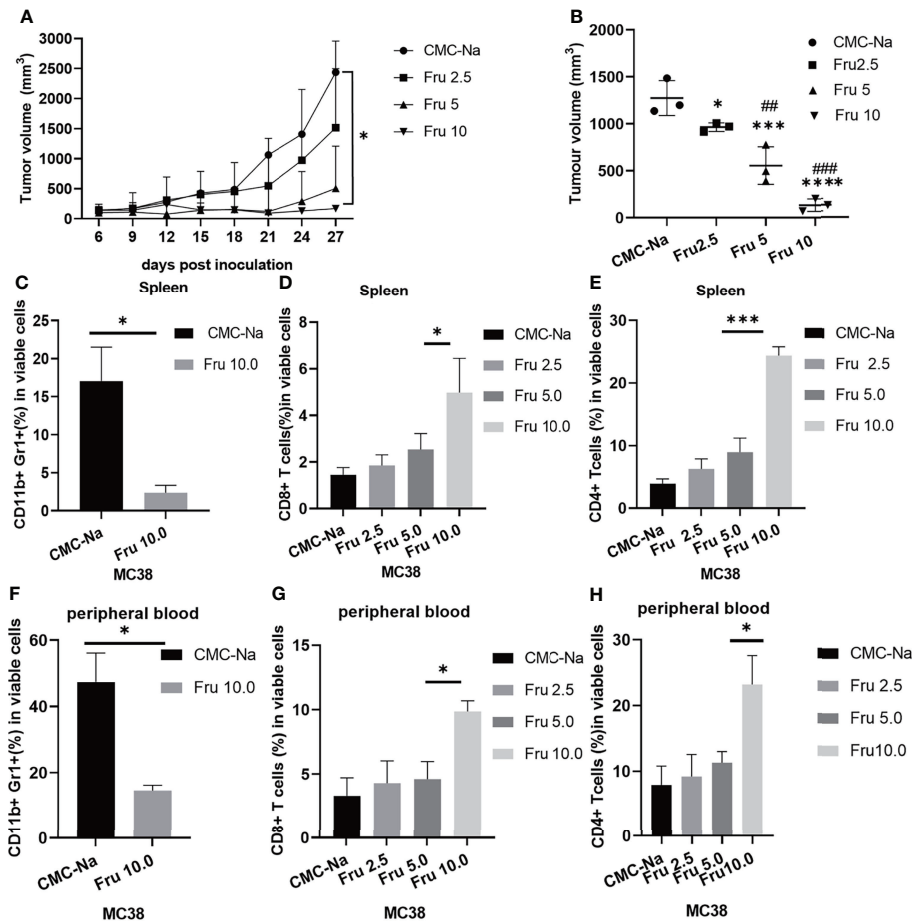 A
Tumor volume (mm³)
3000
2500
2000
1500
1000
500
0
6 9 12 15 18 21 24 27
days post inoculation
CMC-Na
Fru 2.5
Fru 5
Fru 10
*
B
Tumour volume (mm³)
2000
1500
1000
500
0
*
##
***
###
****
CMC-Na
Fru2.5
Fru 5
Fru 10
CMC-Na
Fru2.5
Fru 5
Fru 10
C
Spleen
CD11b+ Gr1+(%) in viable cells
25
20
15
10
5
0
*
CMC-Na
Fru 10.0
CMC-Na
Fru 10.0
MC38
D
Spleen
CD8+ T cells(%)in viable cells
8
6
4
2
0
*
CMC-Na
Fru 2.5
Fru 5.0
Fru 10.0
CMC-Na
Fru 2.5
Fru 5.0
Fru 10.0
MC38
E
Spleen
CD4+ Tcells (%) in viable cells
30
20
10
0
***
CMC-Na
Fru 2.5
Fru 5.0
Fru 10.0
CMC-Na
Fru 2.5
Fru 5.0
Fru 10.0
MC38
F
peripheral blood
CD11b+ Gr1+(%) in viable cells
60
40
20
0
*
CMC-Na
Fru 10.0
CMC-Na
Fru 10.0
MC38
G
peripheral blood
CD8+ T cells (%) in viable cells
15
10
5
0
*
CMC-Na
Fru 2.5
Fru 5.0
Fru 10.0
CMC-Na
Fru 2.5
Fru 5.0
Fru 10.0
MC38
H
peripheral blood
CD4+ Tcells (%)in viable cells
30
20
10
0
*
CMC-Na
Fru 2.5
Fru 5.0
Fru10.0
CMC-Na
Fru 2.5
Fru 5.0
Fru10.0
MC38